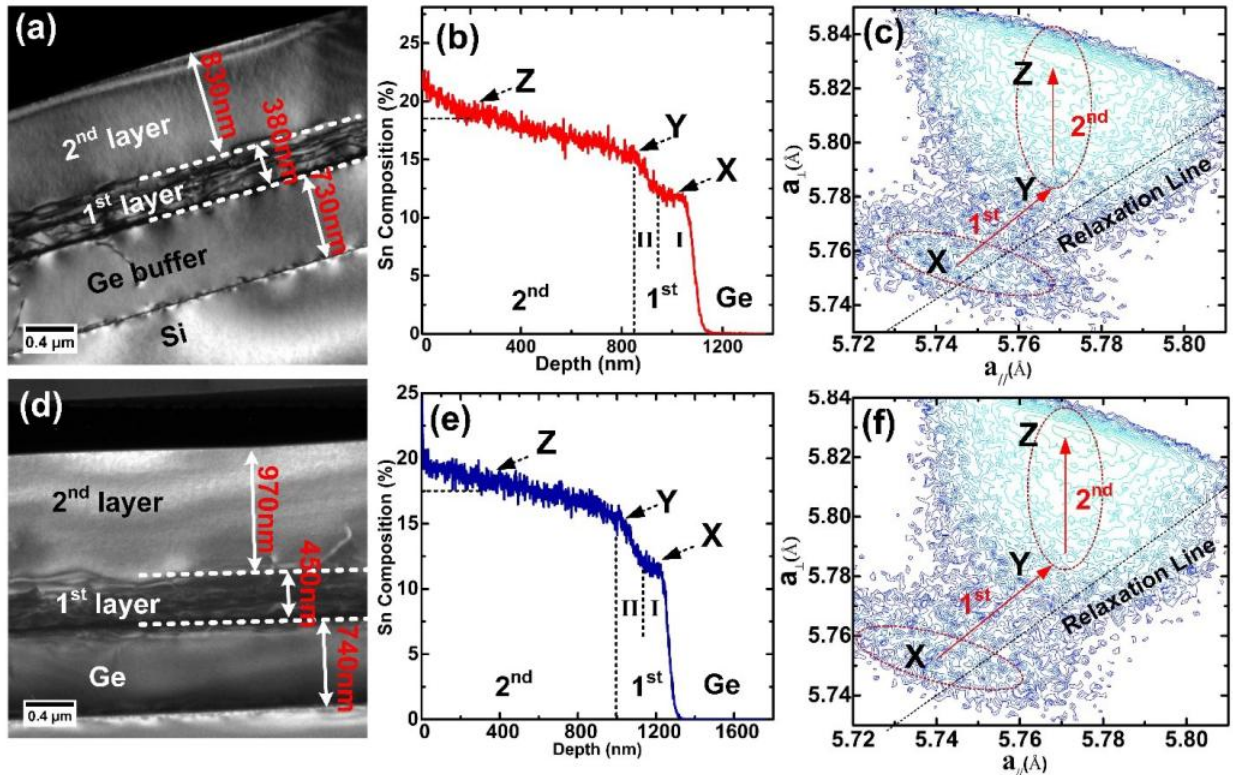 (a)
830nm
2nd layer
380nm
1st layer
730nm
Ge buffer
Si
0.4 µm
(b)
Sn Composition (%)
25
20
15
10
5
0
Z
Y
X
II
I
2nd
1st
Ge
0
400
800
1200
Depth (nm)
(c)
a⊥(Å)
5.84
5.82
5.80
5.78
5.76
5.74
Z
2nd
Y
1st
X
Relaxation Line
5.72
5.74
5.76
5.78
5.80
a//(Å)
(d)
2nd layer
970nm
1st layer
450nm
Ge
740nm
0.4 µm
(e)
Sn Composition (%)
25
20
15
10
5
0
Z
Y
X
II
I
2nd
1st
Ge
0
400
800
1200
1600
Depth (nm)
(f)
a⊥(Å)
5.84
5.82
5.80
5.78
5.76
5.74
Z
2nd
Y
1st
X
Relaxation Line
5.72
5.74
5.76
5.78
5.80
a//(Å)